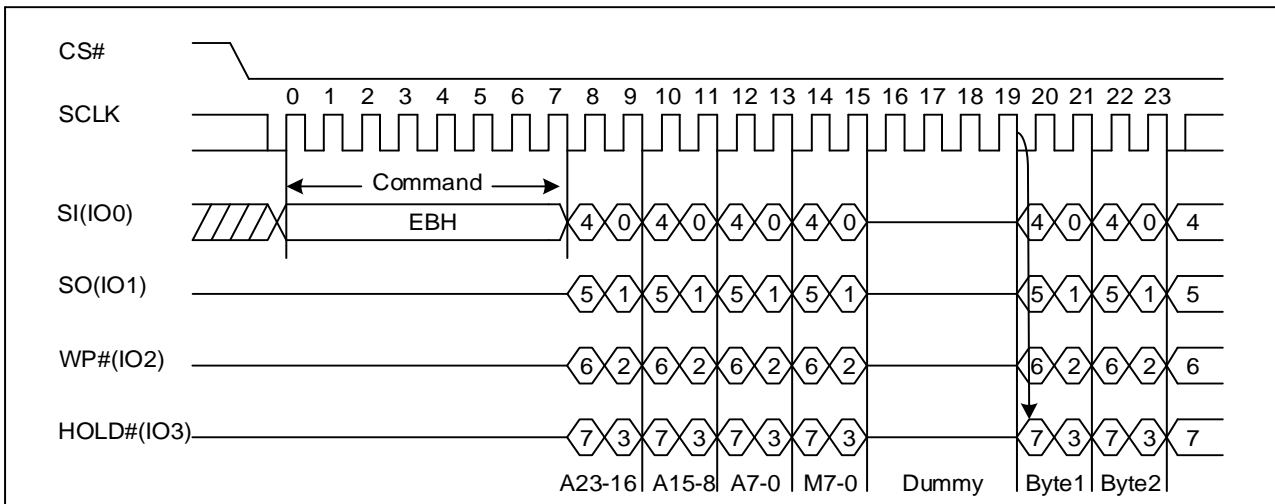 CS#
0 1 2 3 4 5 6 7 8 9 10 11 12 13 14 15 16 17 18 19 20 21 22 23
SCLK
Command
SI(IO0) EBH 4 0 4 0 4 0 4 0 4 0 4 0 4
SO(IO1) 5 1 5 1 5 1 5 1 5 1 5 1 5
WP#(IO2) 6 2 6 2 6 2 6 2 6 2 6 2 6
HOLD#(IO3) 7 3 7 3 7 3 7 3 7 3 7 3 7
A23-16 A15-8 A7-0 M7-0 Dummy Byte1 Byte2